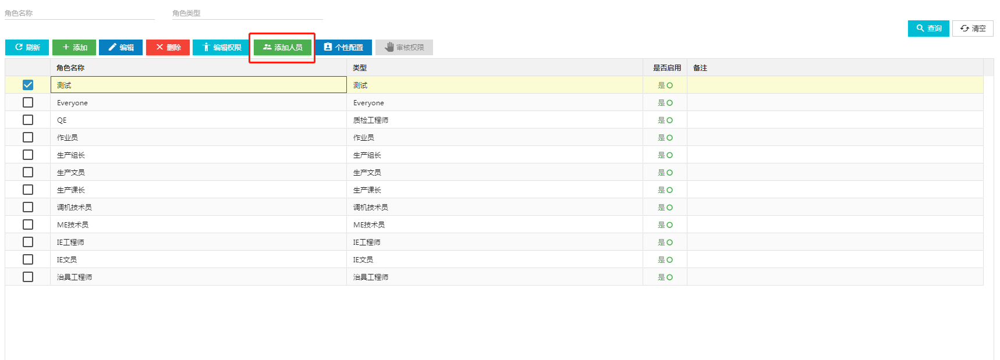 角色名称 角色类型
查询 清空
刷新 添加 编辑 删除 编辑权限 添加人员 个性配置 审核权限
角色名称 类型 是否启用 备注
测试 测试 是
Everyone Everyone 是
QE 质检工程师 是
作业员 作业员 是
生产组长 生产组长 是
生产文员 生产文员 是
生产课长 生产课长 是
调机技术员 调机技术员 是
ME技术员 ME技术员 是
IE工程师 IE工程师 是
IE文员 IE文员 是
治具工程师 治具工程师 是